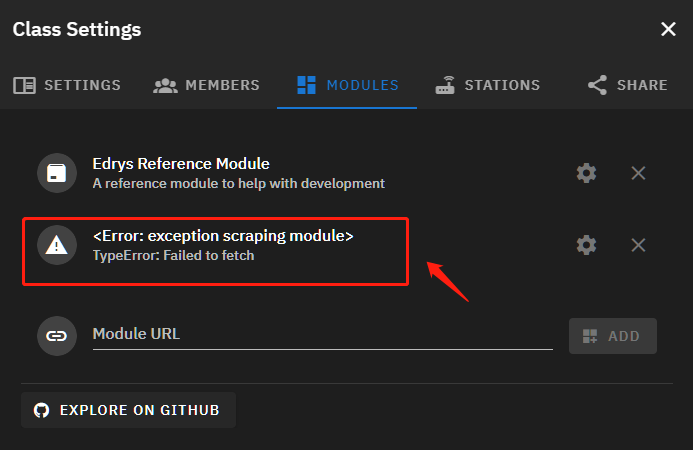 Class Settings
SETTINGS
MEMBERS
MODULES
STATIONS
SHARE
Edrys Reference Module
A reference module to help with development
<Error: exception scraping module>
TypeError: Failed to fetch
Module URL
ADD
EXPLORE ON GITHUB